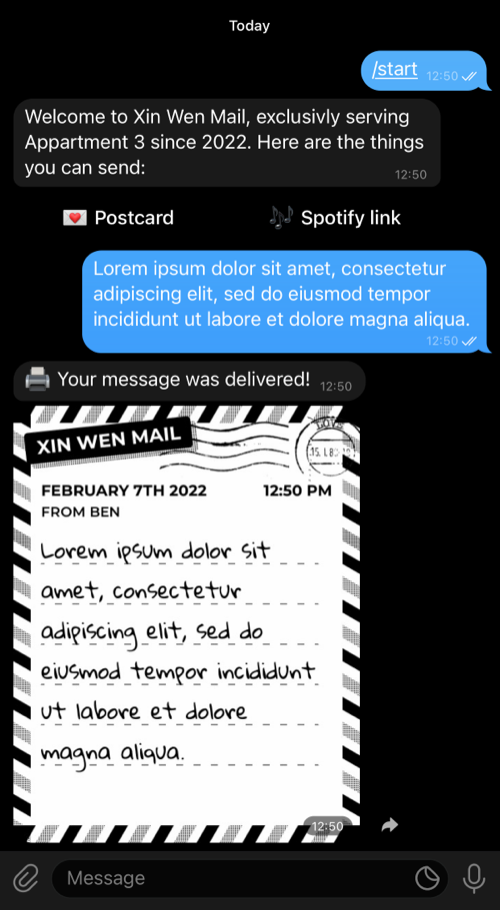 Today
/start 12:50
Welcome to Xin Wen Mail, exclusivly serving
Appartment 3 since 2022. Here are the things
you can send:
12:50
Postcard
Spotify link
Lorem ipsum dolor sit amet, consectetur
adipiscing elit, sed do eiusmod tempor
incididunt ut labore et dolore magna aliqua.
12:50
Your message was delivered! 12:50
XIN WEN MAIL
FEBRUARY 7TH 2022 12:50 PM
FROM BEN
Lorem ipsum dolor sit
amet, consectetur
adipiscing elit, sed do
eiusmod tempor incididunt
ut labore et dolore
magna aliqua.
12:50
Message